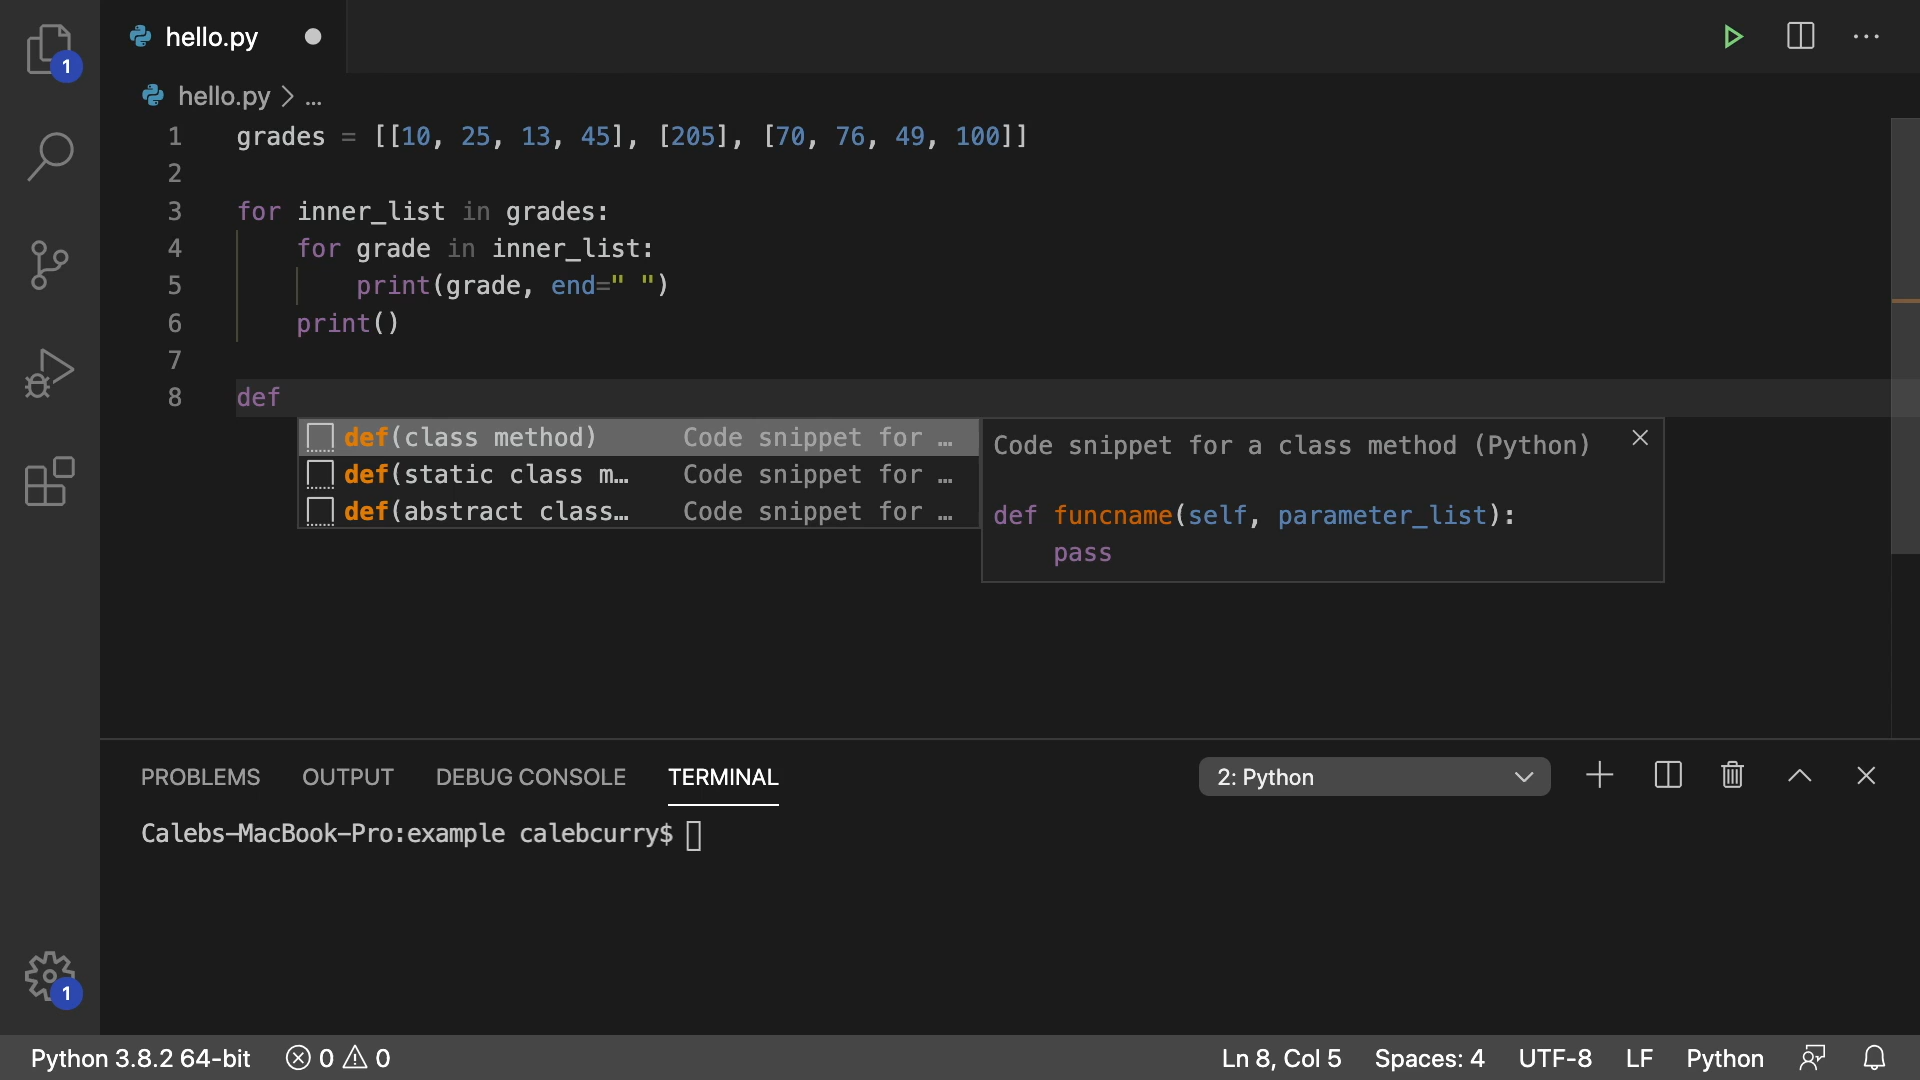 hello.py
1
hello.py > ...
1 grades = [[10, 25, 13, 45], [205], [70, 76, 49, 100]]
2
3 for inner_list in grades:
4 for grade in inner_list:
5 print(grade, end=" ")
6 print()
7
8 def
def(class method) Code snippet for …
def(static class m… Code snippet for …
def(abstract class… Code snippet for …
Code snippet for a class method (Python)
def funcname(self, parameter_list):
pass
PROBLEMS OUTPUT DEBUG CONSOLE TERMINAL 2: Python
Calebs-MacBook-Pro:example calebcurry$
1
Python 3.8.2 64-bit 0 0 Ln 8, Col 5 Spaces: 4 UTF-8 LF Python